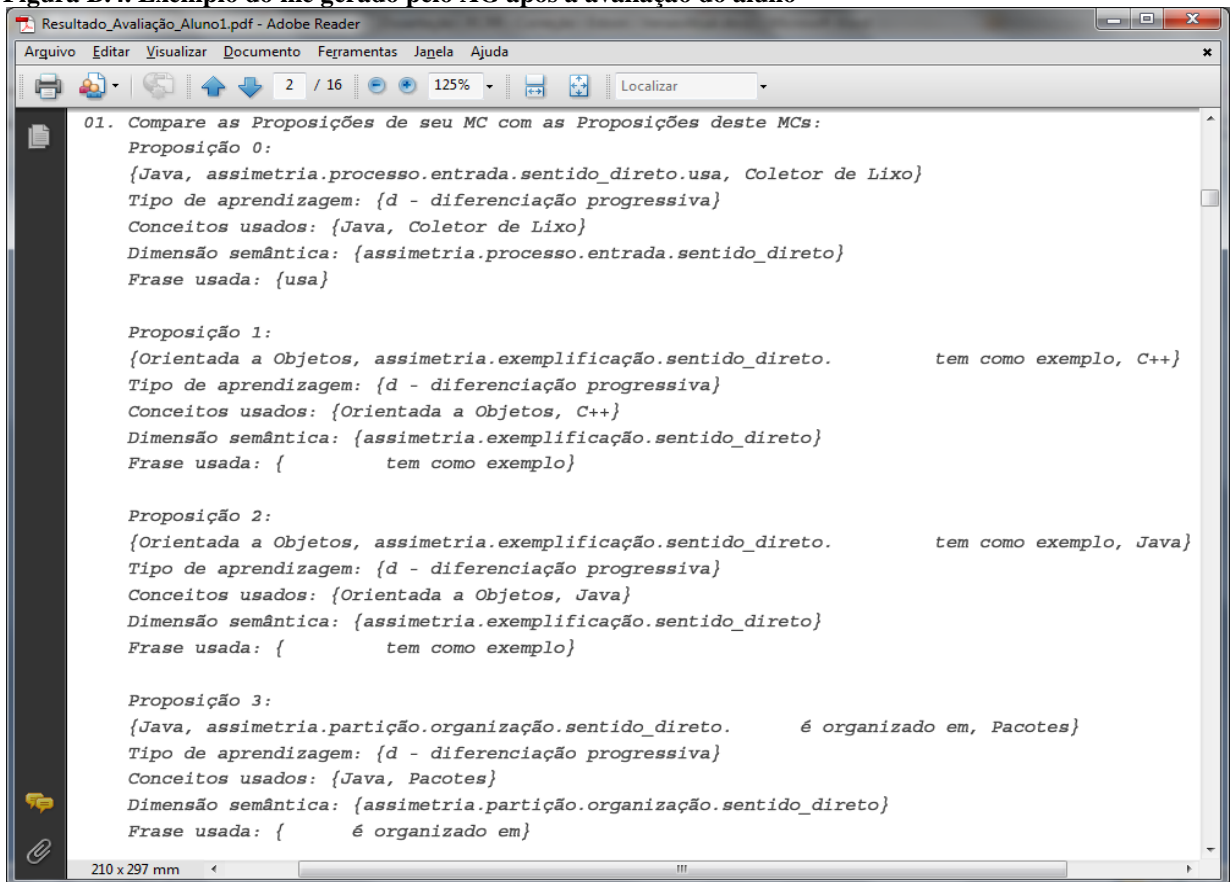 Figura B.4. Exemplo do mc gerado pelo AG após a avaliação do aluno
Resultado_Avaliação_Aluno1.pdf - Adobe Reader
Arquivo Editar Visualizar Documento Ferramentas Janela Ajuda
2 / 16 125% Localizar
01. Compare as Proposições de seu MC com as Proposições deste MCs:
Proposição 0:
{Java, assimetria.processo.entrada.sentido_direto.usa, Coletor de Lixo}
Tipo de aprendizagem: {d - diferenciação progressiva}
Conceitos usados: {Java, Coletor de Lixo}
Dimensão semântica: {assimetria.processo.entrada.sentido_direto}
Frase usada: {usa}
Proposição 1:
{Orientada a Objetos, assimetria.exemplificação.sentido_direto. tem como exemplo, C++}
Tipo de aprendizagem: {d - diferenciação progressiva}
Conceitos usados: {Orientada a Objetos, C++}
Dimensão semântica: {assimetria.exemplificação.sentido_direto}
Frase usada: { tem como exemplo}
Proposição 2:
{Orientada a Objetos, assimetria.exemplificação.sentido_direto. tem como exemplo, Java}
Tipo de aprendizagem: {d - diferenciação progressiva}
Conceitos usados: {Orientada a Objetos, Java}
Dimensão semântica: {assimetria.exemplificação.sentido_direto}
Frase usada: { tem como exemplo}
Proposição 3:
{Java, assimetria.partição.organização.sentido_direto. é organizado em, Pacotes}
Tipo de aprendizagem: {d - diferenciação progressiva}
Conceitos usados: {Java, Pacotes}
Dimensão semântica: {assimetria.partição.organização.sentido_direto}
Frase usada: { é organizado em}
210 x 297 mm